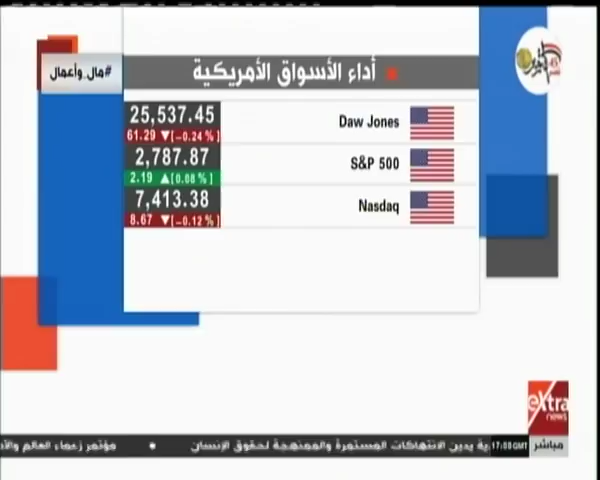 #مال_وأعمال
أداء الأسواق الأمريكية
Daw Jones
25,537.45
61.29 ▼[-0.24%]
S&P 500
2,787.87
2.19 ▲[0.08%]
Nasdaq
7,413.38
8.67 ▼[-0.12%]
eXtra
news
مباشر
17:00 GMT
ية يدين الانتهاكات المستمرة والممنهجة لحقوق الإنسان
مؤتمر زعماء العالم والأد